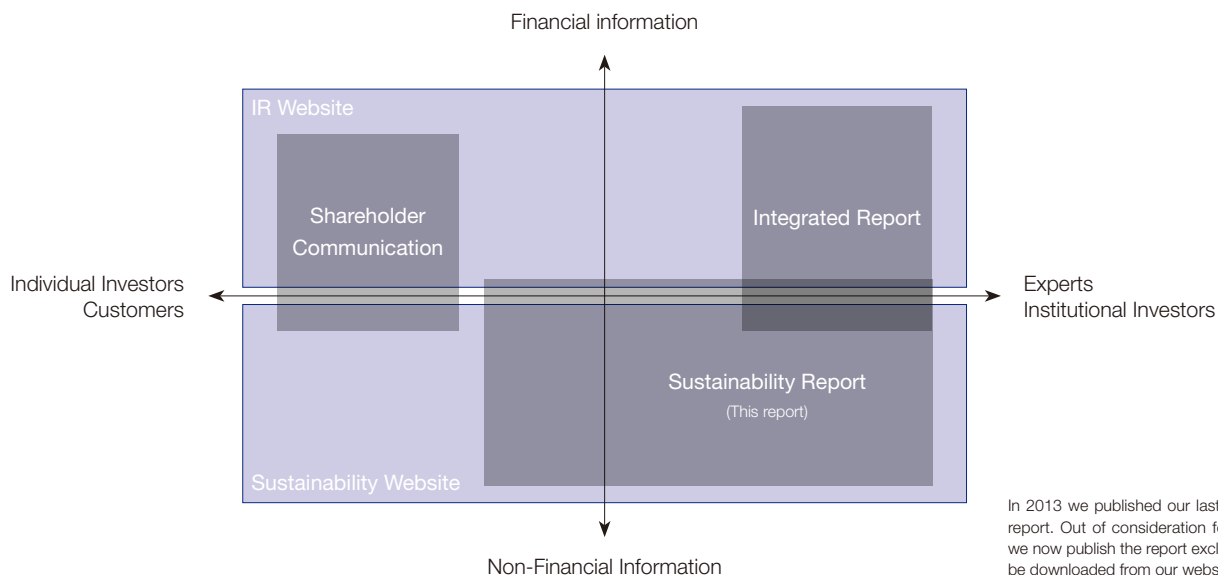 Financial information
IR Website
Shareholder
Communication
Integrated Report
Individual Investors
Customers
Experts
Institutional Investors
Sustainability Report
(This report)
Sustainability Website
Non-Financial Information
In 2013 we published our last
report. Out of consideration
we now publish the report
be downloaded from our